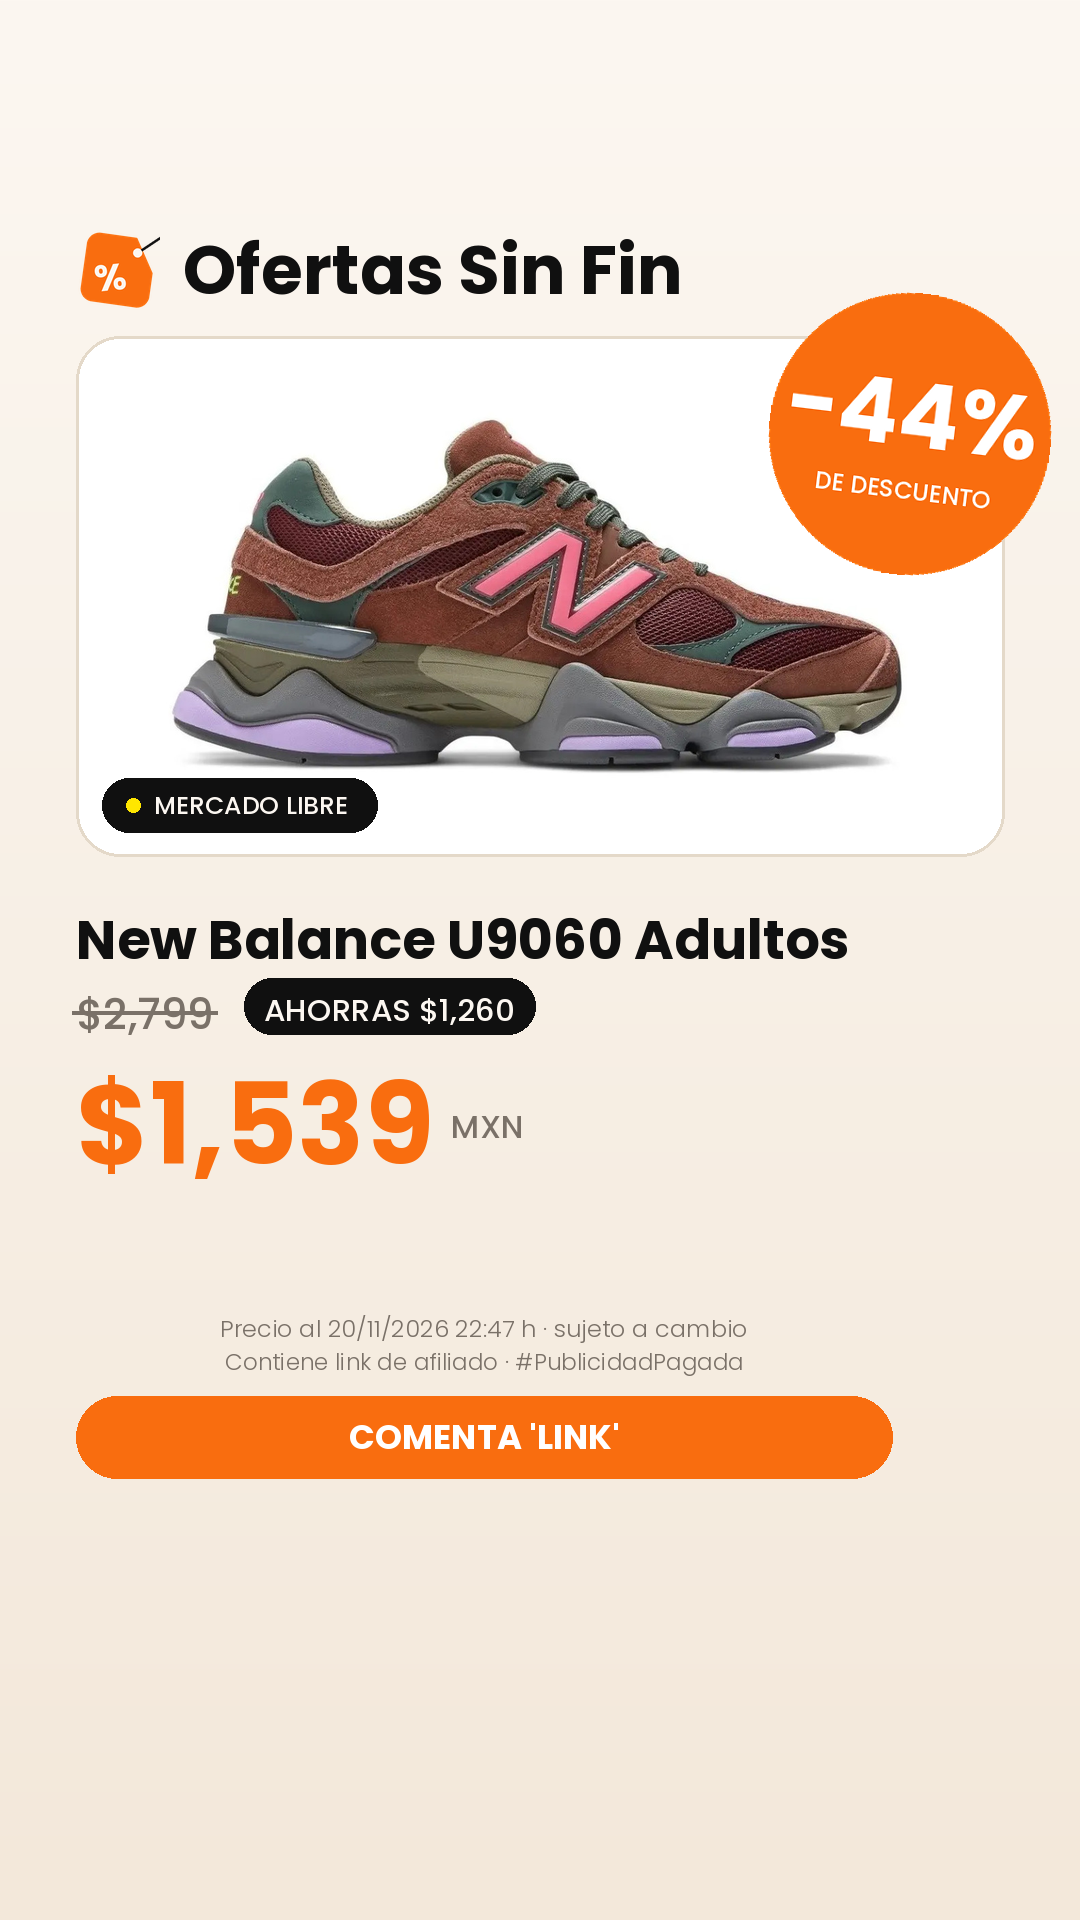 %
Ofertas Sin Fin
-44%
DE DESCUENTO
N
MERCADO LIBRE
New Balance U9060 Adultos
$2,799
AHORRAS $1,260
$1,539 MXN
Precio al 20/11/2026 22:47 h · sujeto a cambio
Contiene link de afiliado · #PublicidadPagada
COMENTA 'LINK'